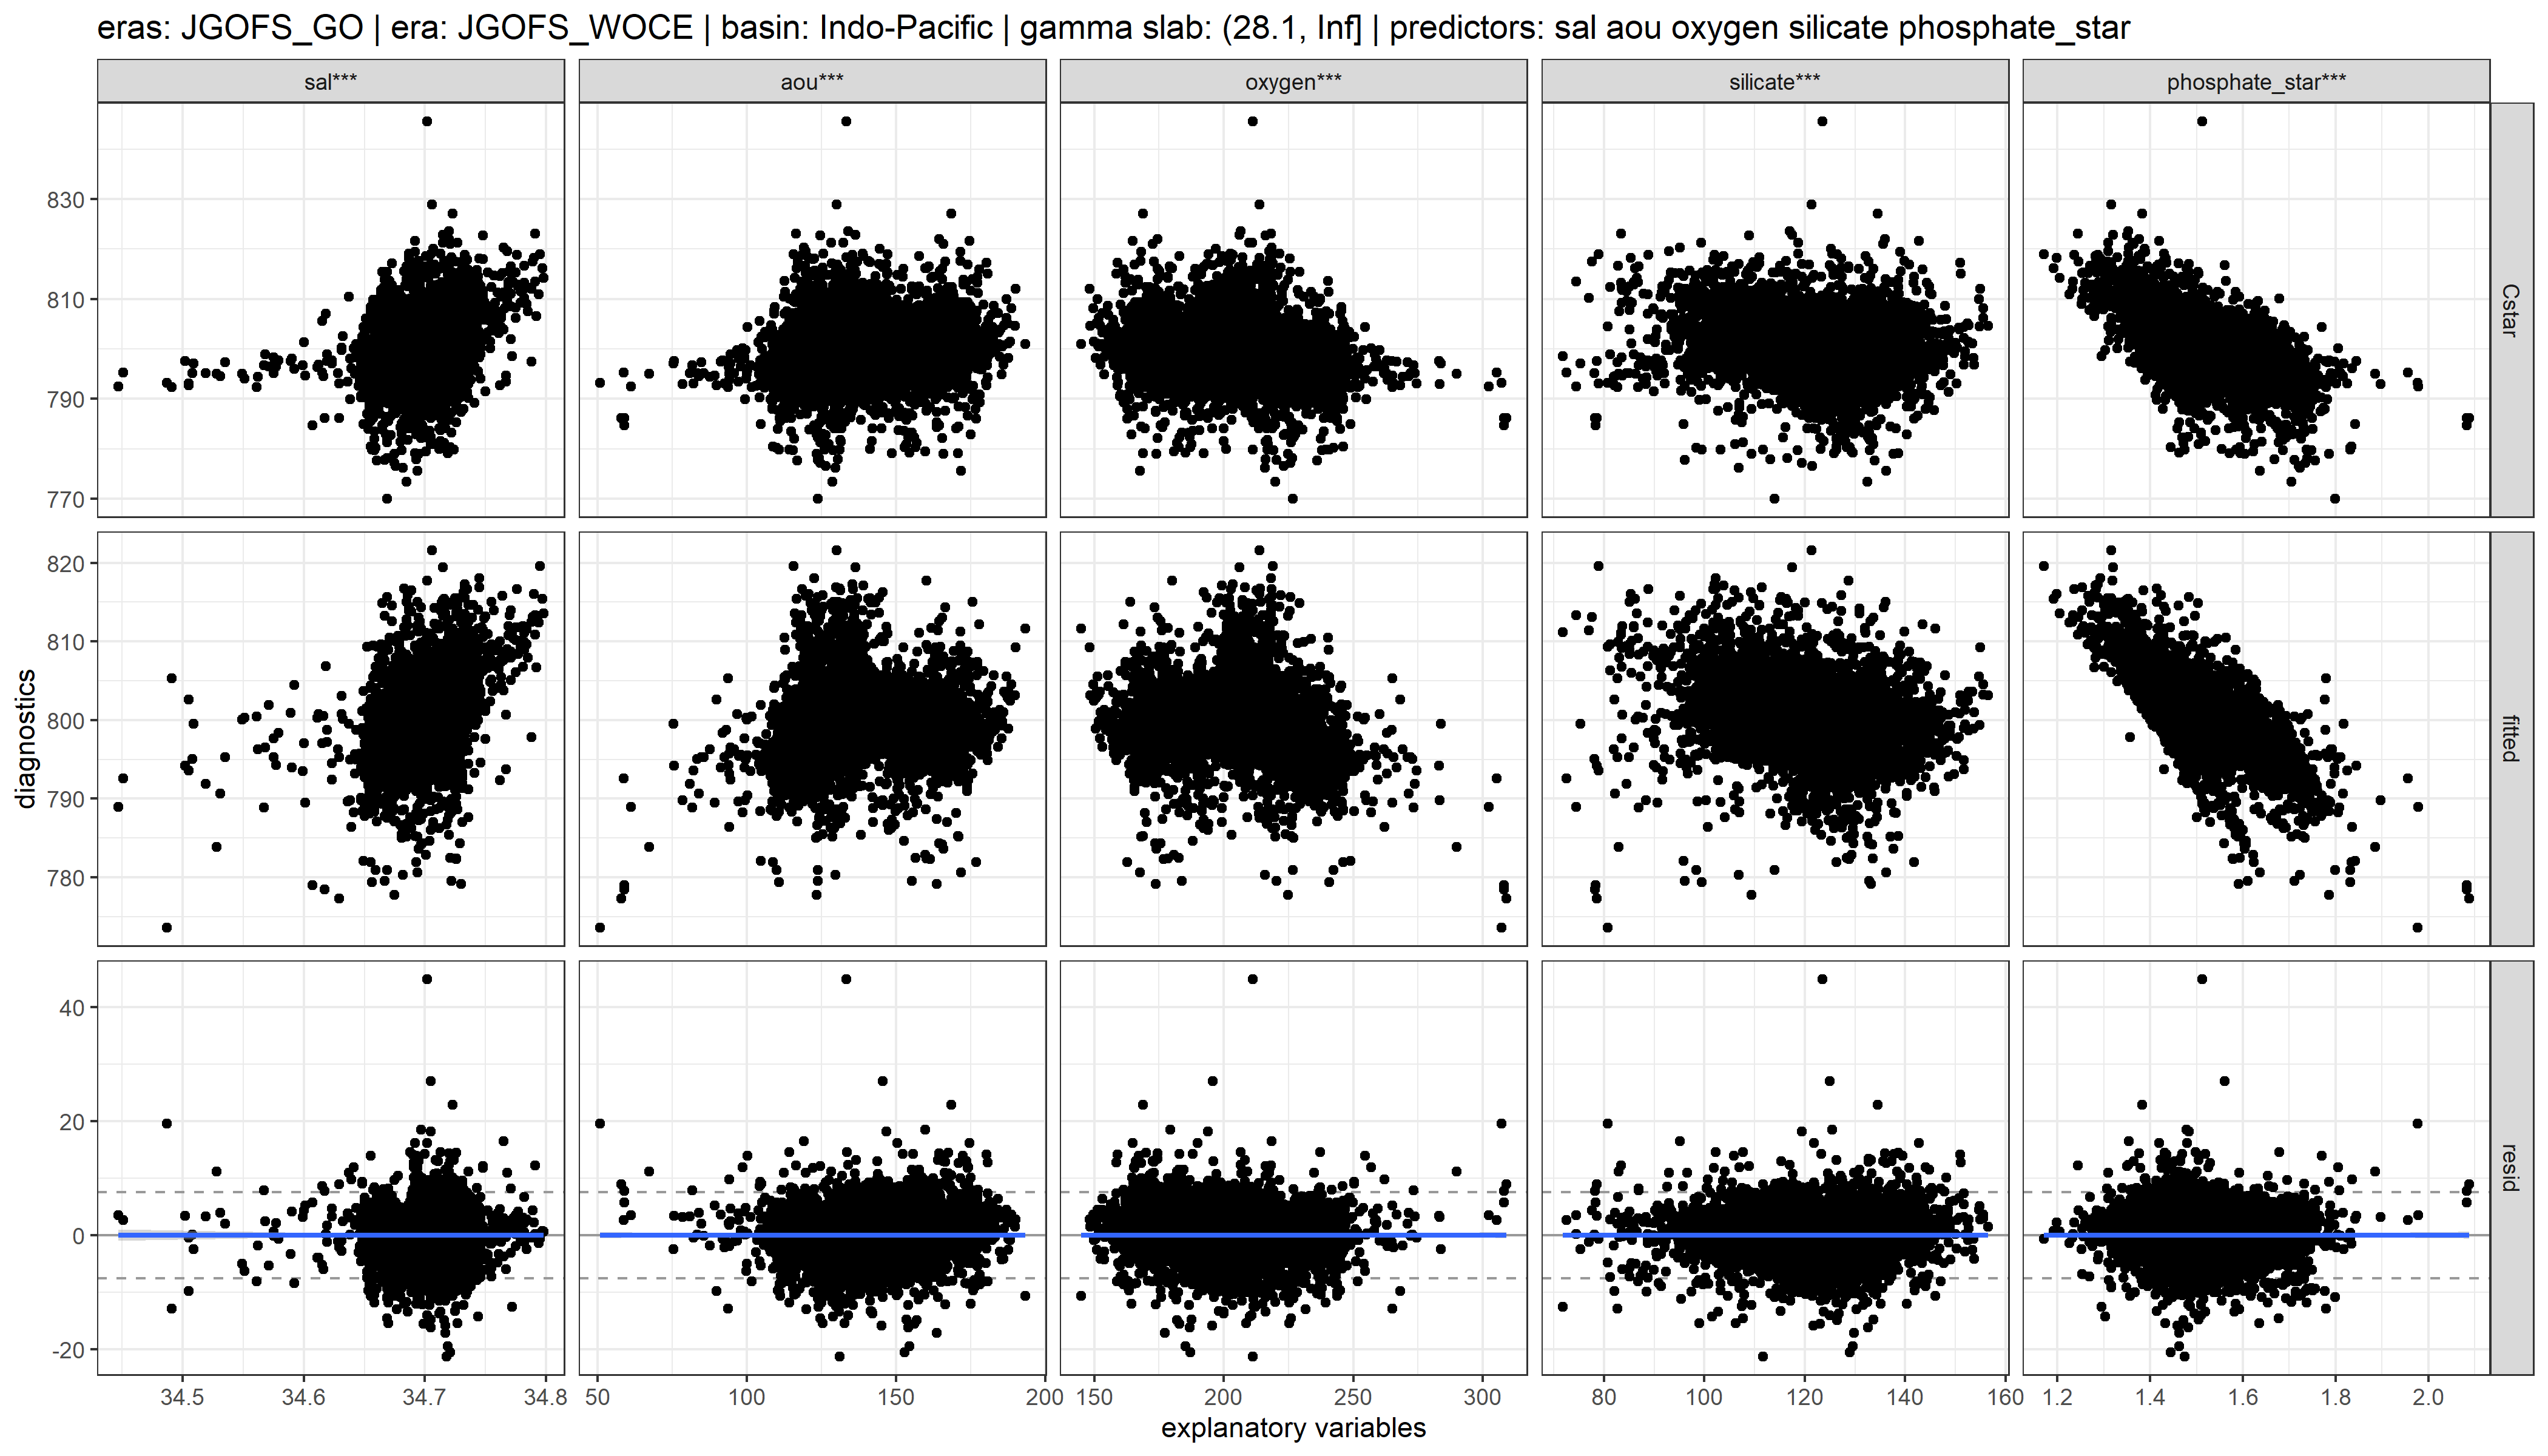 eras: JGOFS_GO | era: JGOFS_WOCE | basin: Indo-Pacific | gamma slab: (28.1, Inf] | predictors: sal aou oxygen silicate phosphate_star
sal*** aou*** oxygen*** silicate*** phosphate_star***
830
810
790
770
Cstar
820
810
800
790
780
fitted
diagnostics
40
20
0
-20
resid
34.5 34.6 34.7 34.8 50 100 150 200 150 200 250 300 80 100 120 140 160 1.2 1.4 1.6 1.8 2.0
explanatory variables